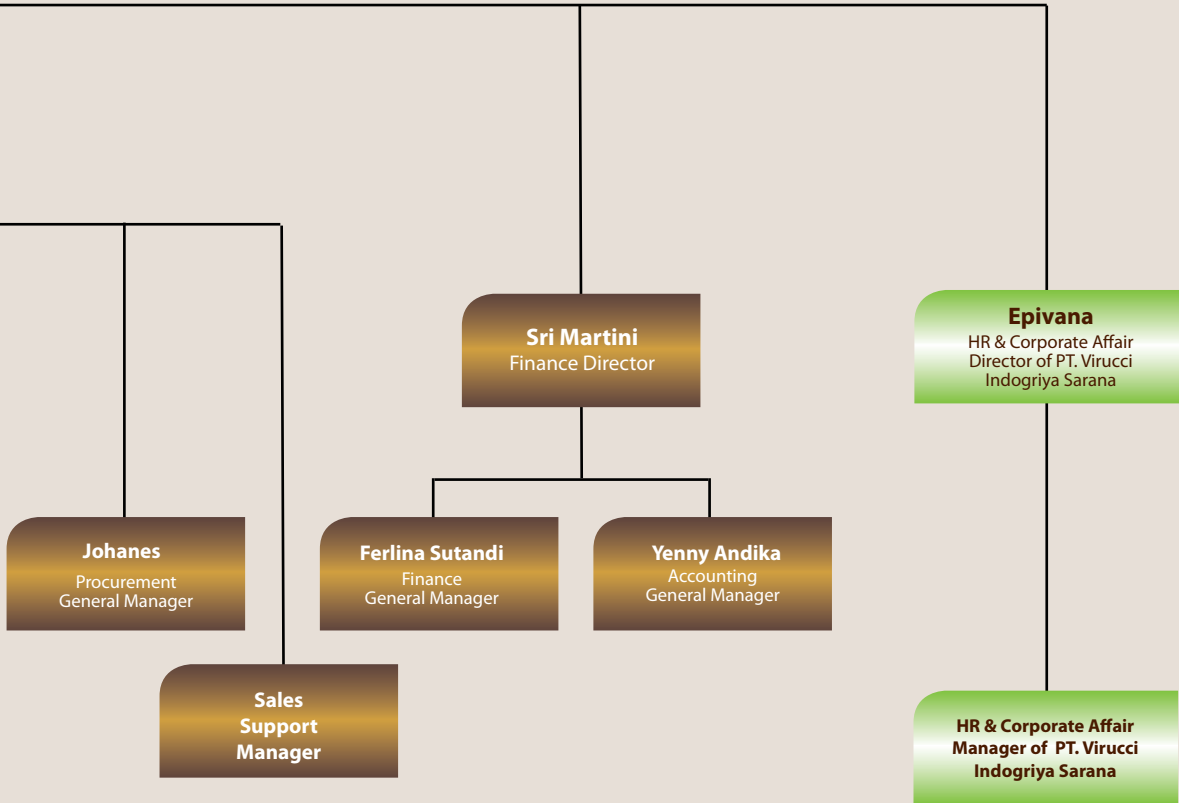 Sri Martini
Finance Director
Epivana
HR & Corporate Affair
Director of PT. Virucci
Indogriya Sarana
Johanes
Procurement
General Manager
Ferlina Sutandi
Finance
General Manager
Yenny Andika
Accounting
General Manager
Sales
Support
Manager
HR & Corporate Affair
Manager of PT. Virucci
Indogriya Sarana